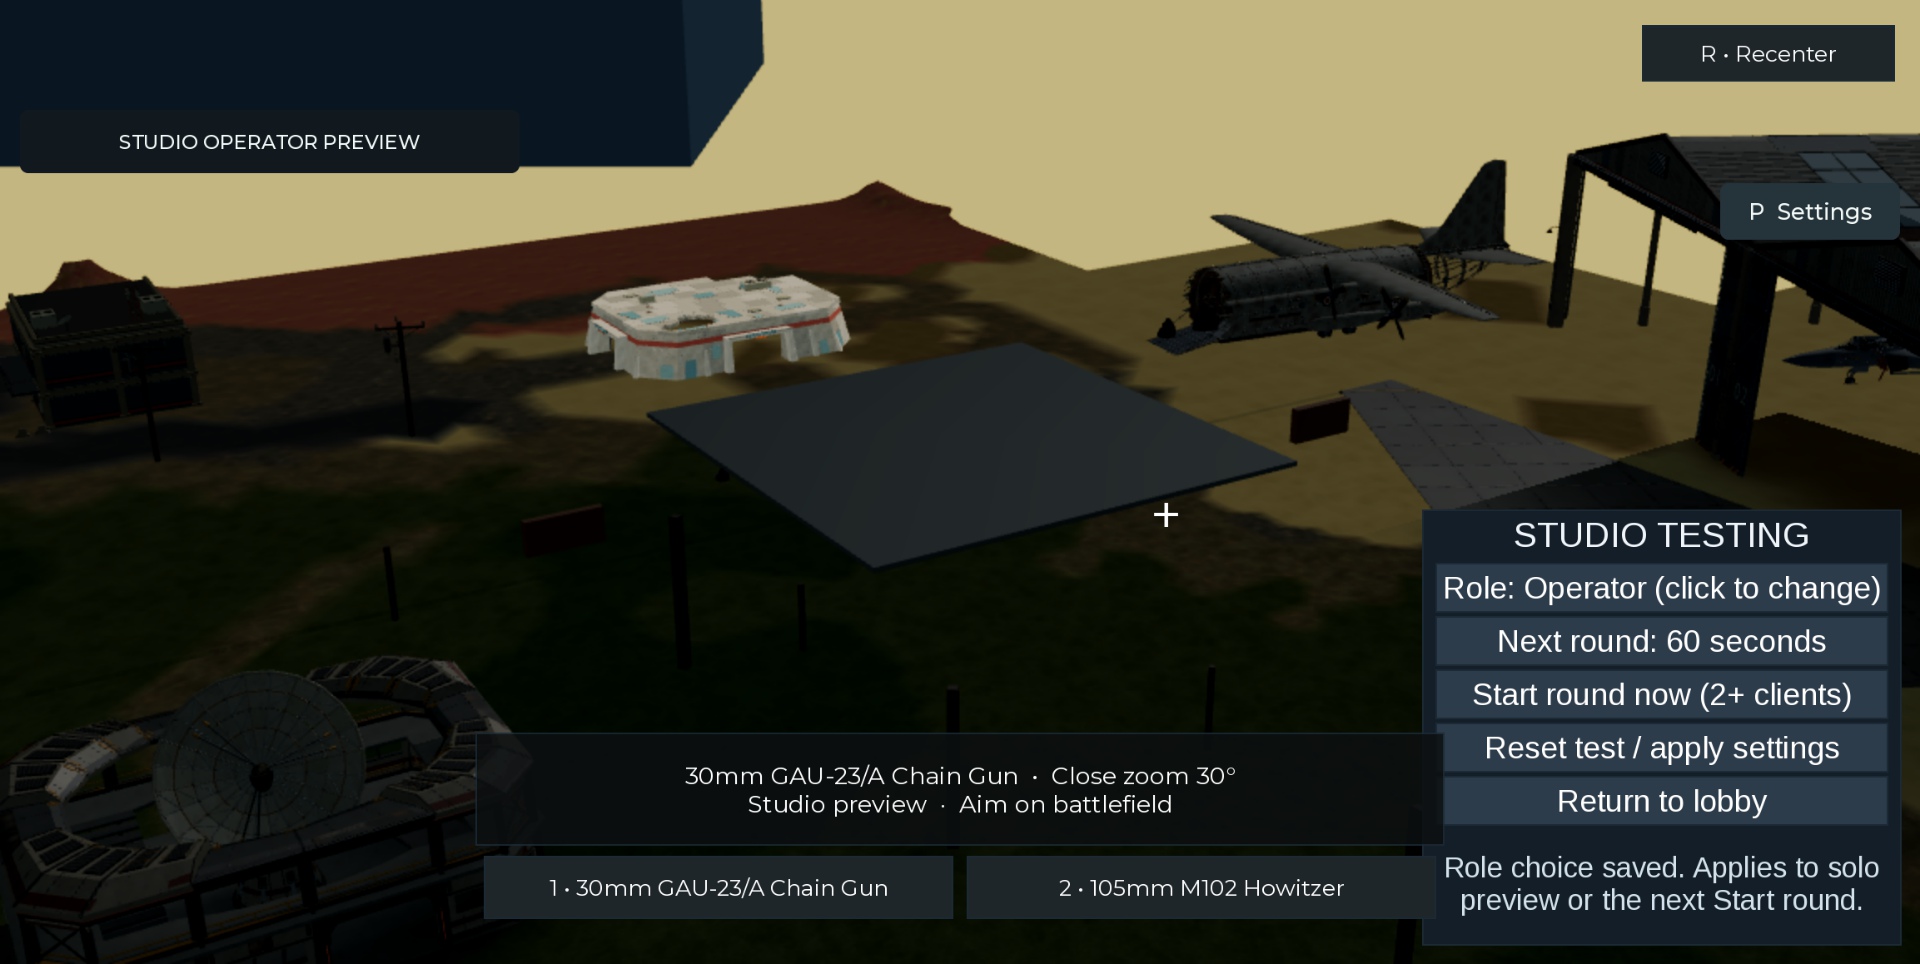 R • Recenter
STUDIO OPERATOR PREVIEW
P Settings
STUDIO TESTING
Role: Operator (click to change)
Next round: 60 seconds
Start round now (2+ clients)
Reset test / apply settings
Return to lobby
Role choice saved. Applies to solo
preview or the next Start round.
30mm GAU-23/A Chain Gun • Close zoom 30°
Studio preview · Aim on battlefield
1 • 30mm GAU-23/A Chain Gun
2 • 105mm M102 Howitzer